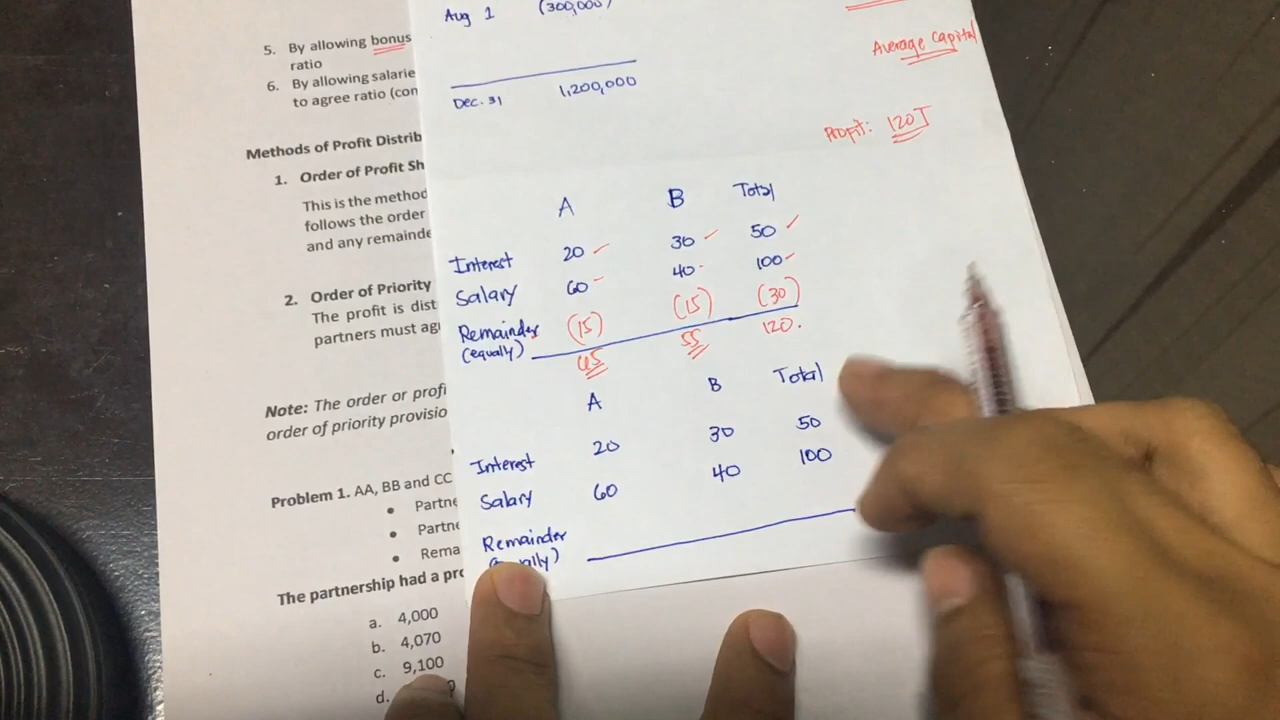 5. By allowing bonus
ratio
6. By allowing salarie
to agree ratio (con
Methods of Profit Distrib
1. Order of Profit Sh
This is the method
follows the order
and any remainde
2. Order of Priority
The profit is dist
partners must agr
Note: The order or profi
order of priority provisio
Problem 1. AA, BB and CC
• Partne
• Partne
• Rema
The partnership had a pro
a. 4,000
b. 4,070
c. 9,100
d.
Aug 1 (300,000)
Dec. 31 1,200,000
Average Capital
Profit: 120T
A B Total
Interest 20 30 50
Salary 60 40 100
Remainder (15) (15) (30)
(equally)
65 55 120.
A B Total
Interest 20 30 50
Salary 60 40 100
Remainder